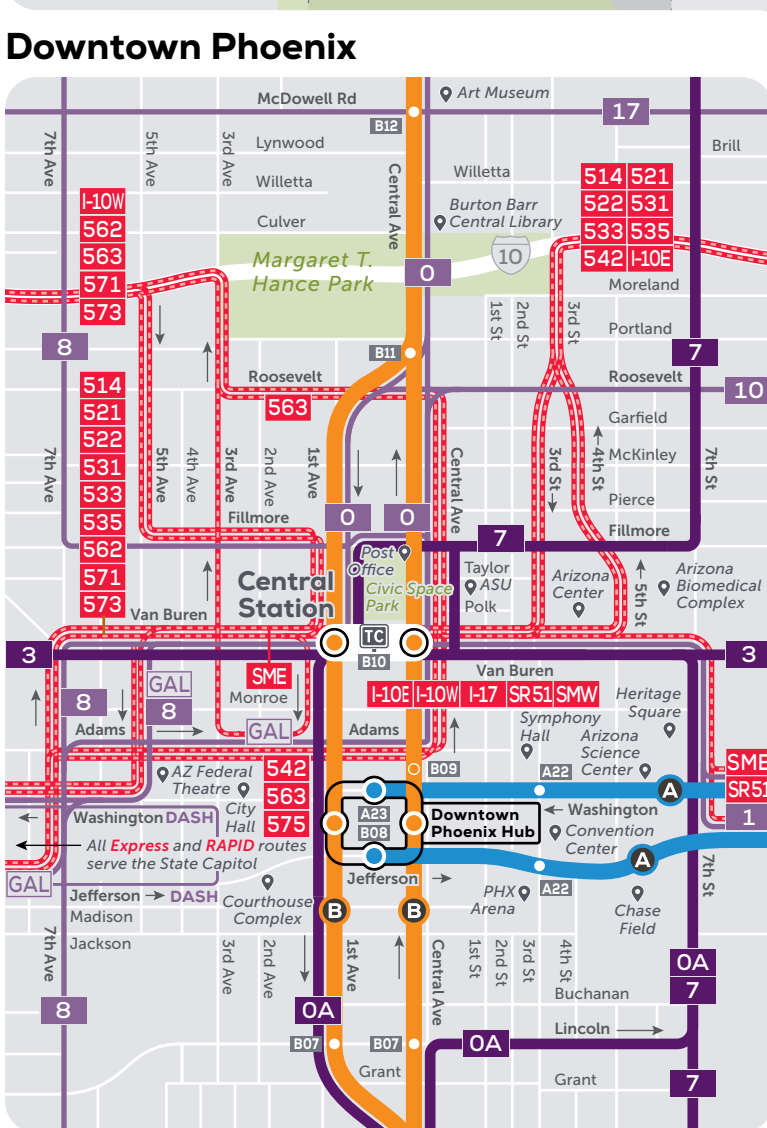 Downtown Phoenix
McDowell Rd
Art Museum
17
B12
7th Ave
5th Ave
3rd Ave
Lynwood
Brill
Central Ave
Willetta
Willetta
514 521
522 531
533 535
542 I-10E
I-10W
562
563
571
573
Culver
Burton Barr
Central Library
10
Margaret T.
Hance Park
0
Moreland
1st St
2nd St
3rd St
Portland
8
B11
7
Roosevelt
Roosevelt
10
563
514
521
522
531
533
535
562
571
573
Garfield
7th Ave
5th Ave
4th Ave
3rd Ave
2nd Ave
1st Ave
Central Ave
3rd St
4th St
McKinley
7th St
Pierce
Fillmore
0
0
7
Fillmore
Post
Office
Civic Space
Park
Central
Station
Taylor
ASU
Polk
Arizona
Center
5th St
Arizona
Biomedical
Complex
Van Buren
TC
B10
3
3
SME
Van Buren
GAL
8
8
Monroe
I-10E I-10W I-17 SR51 SMW
Heritage
Square
Adams
GAL
Adams
Symphony
Hall
Arizona
Science
Center
AZ Federal
Theatre
542
563
575
B09
A22
SME
SR51
1
A
City
Hall
Washington DASH
A23
B08
Downtown
Phoenix Hub
Washington
Convention
Center
All Express and RAPID routes
serve the State Capitol
A
GAL
Jefferson
7th St
Jefferson DASH
Courthouse
Complex
PHX
Arena
A22
Chase
Field
Madison
B
B
Jackson
7th Ave
3rd Ave
2nd Ave
1st Ave
Central Ave
1st St
2nd St
3rd St
4th St
0A
7
Buchanan
8
0A
Lincoln
B07
B07
0A
Grant
Grant
7